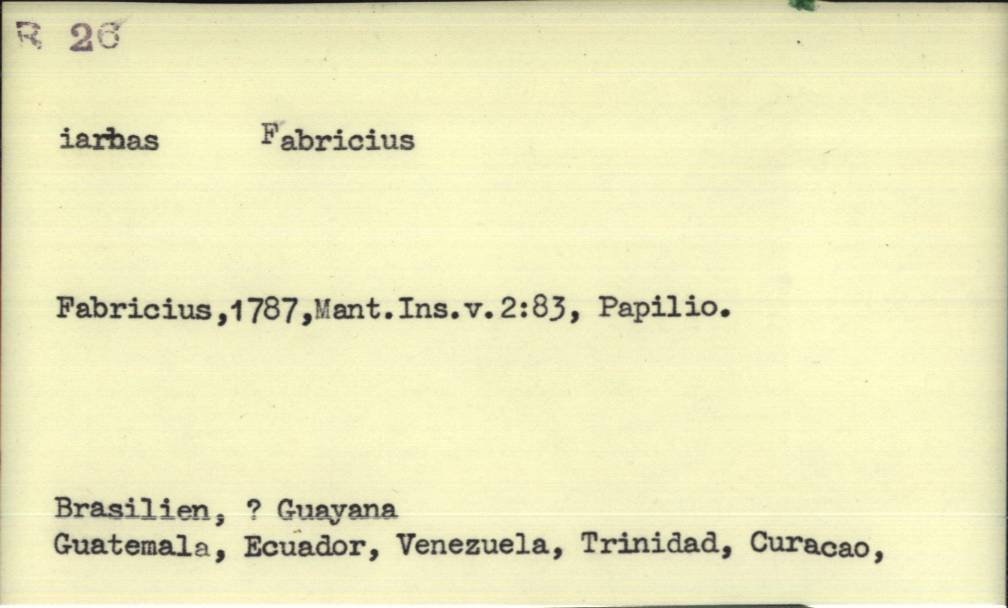 R 26
iarbas Fabricius
Fabricius,1787,Mant.Ins.v.2:83, Papilio.
Brasilien, ? Guayana
Guatemala, Ecuador, Venezuela, Trinidad, Curacao,